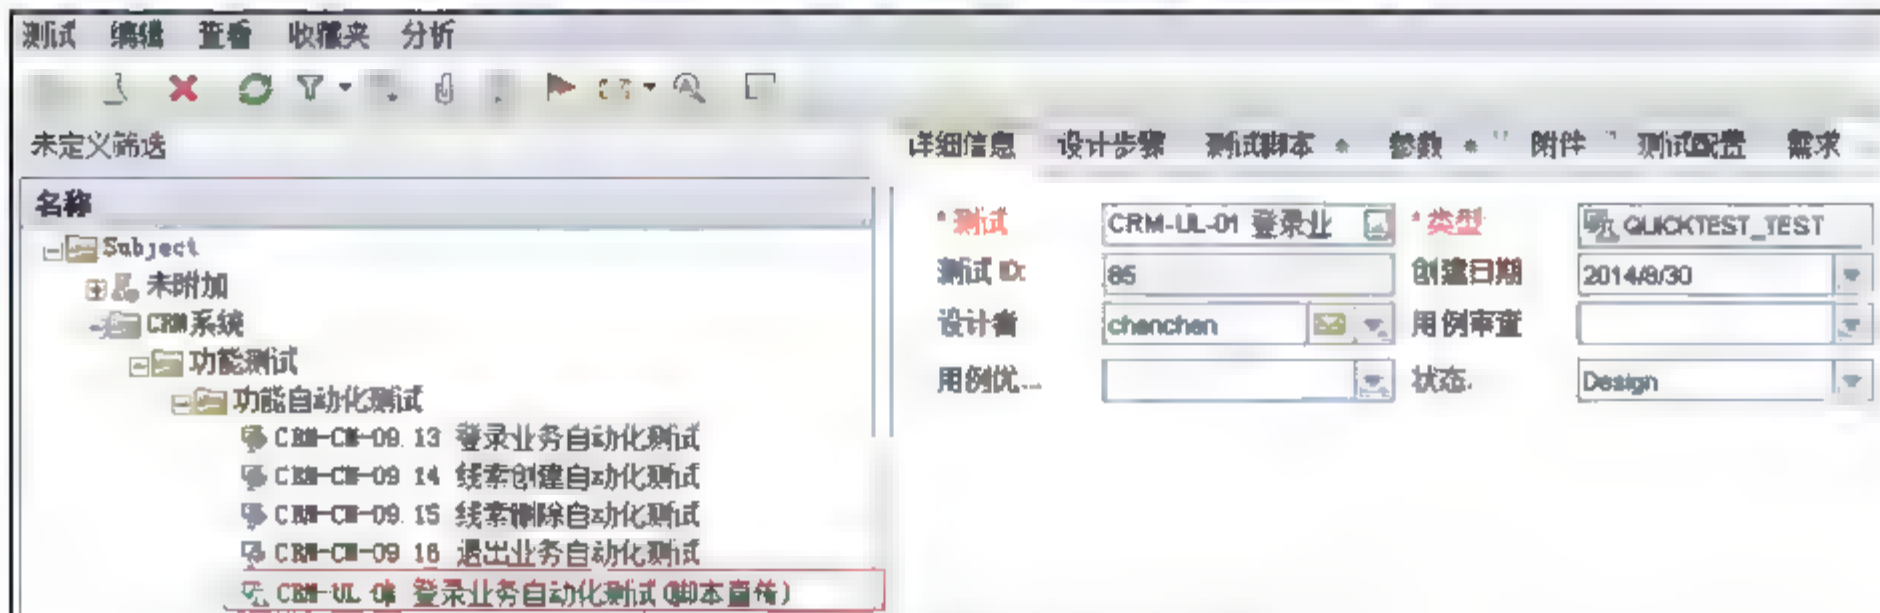 测试 编辑 查看 收藏夹 分析
未定义筛选
详细信息 设计步骤 测试脚本 * 参数 * 附件 测试配置 需求
名称
Subject
未附加
CRM系统
功能测试
功能自动化测试
CRM-CM-09.13 登录业务自动化测试
CRM-CM-09.14 线索创建自动化测试
CRM-CM-09.15 线索删除自动化测试
CRM-CM-09.16 退出业务自动化测试
CRM-UL-01 登录业务自动化测试(脚本直传)
* 测试 CRM-UL-01 登录业 * 类型 QUICKTEST_TEST
测试 ID: 85 创建日期 2014/8/30
设计者 chenchen 用例审查
用例优... 状态. Design